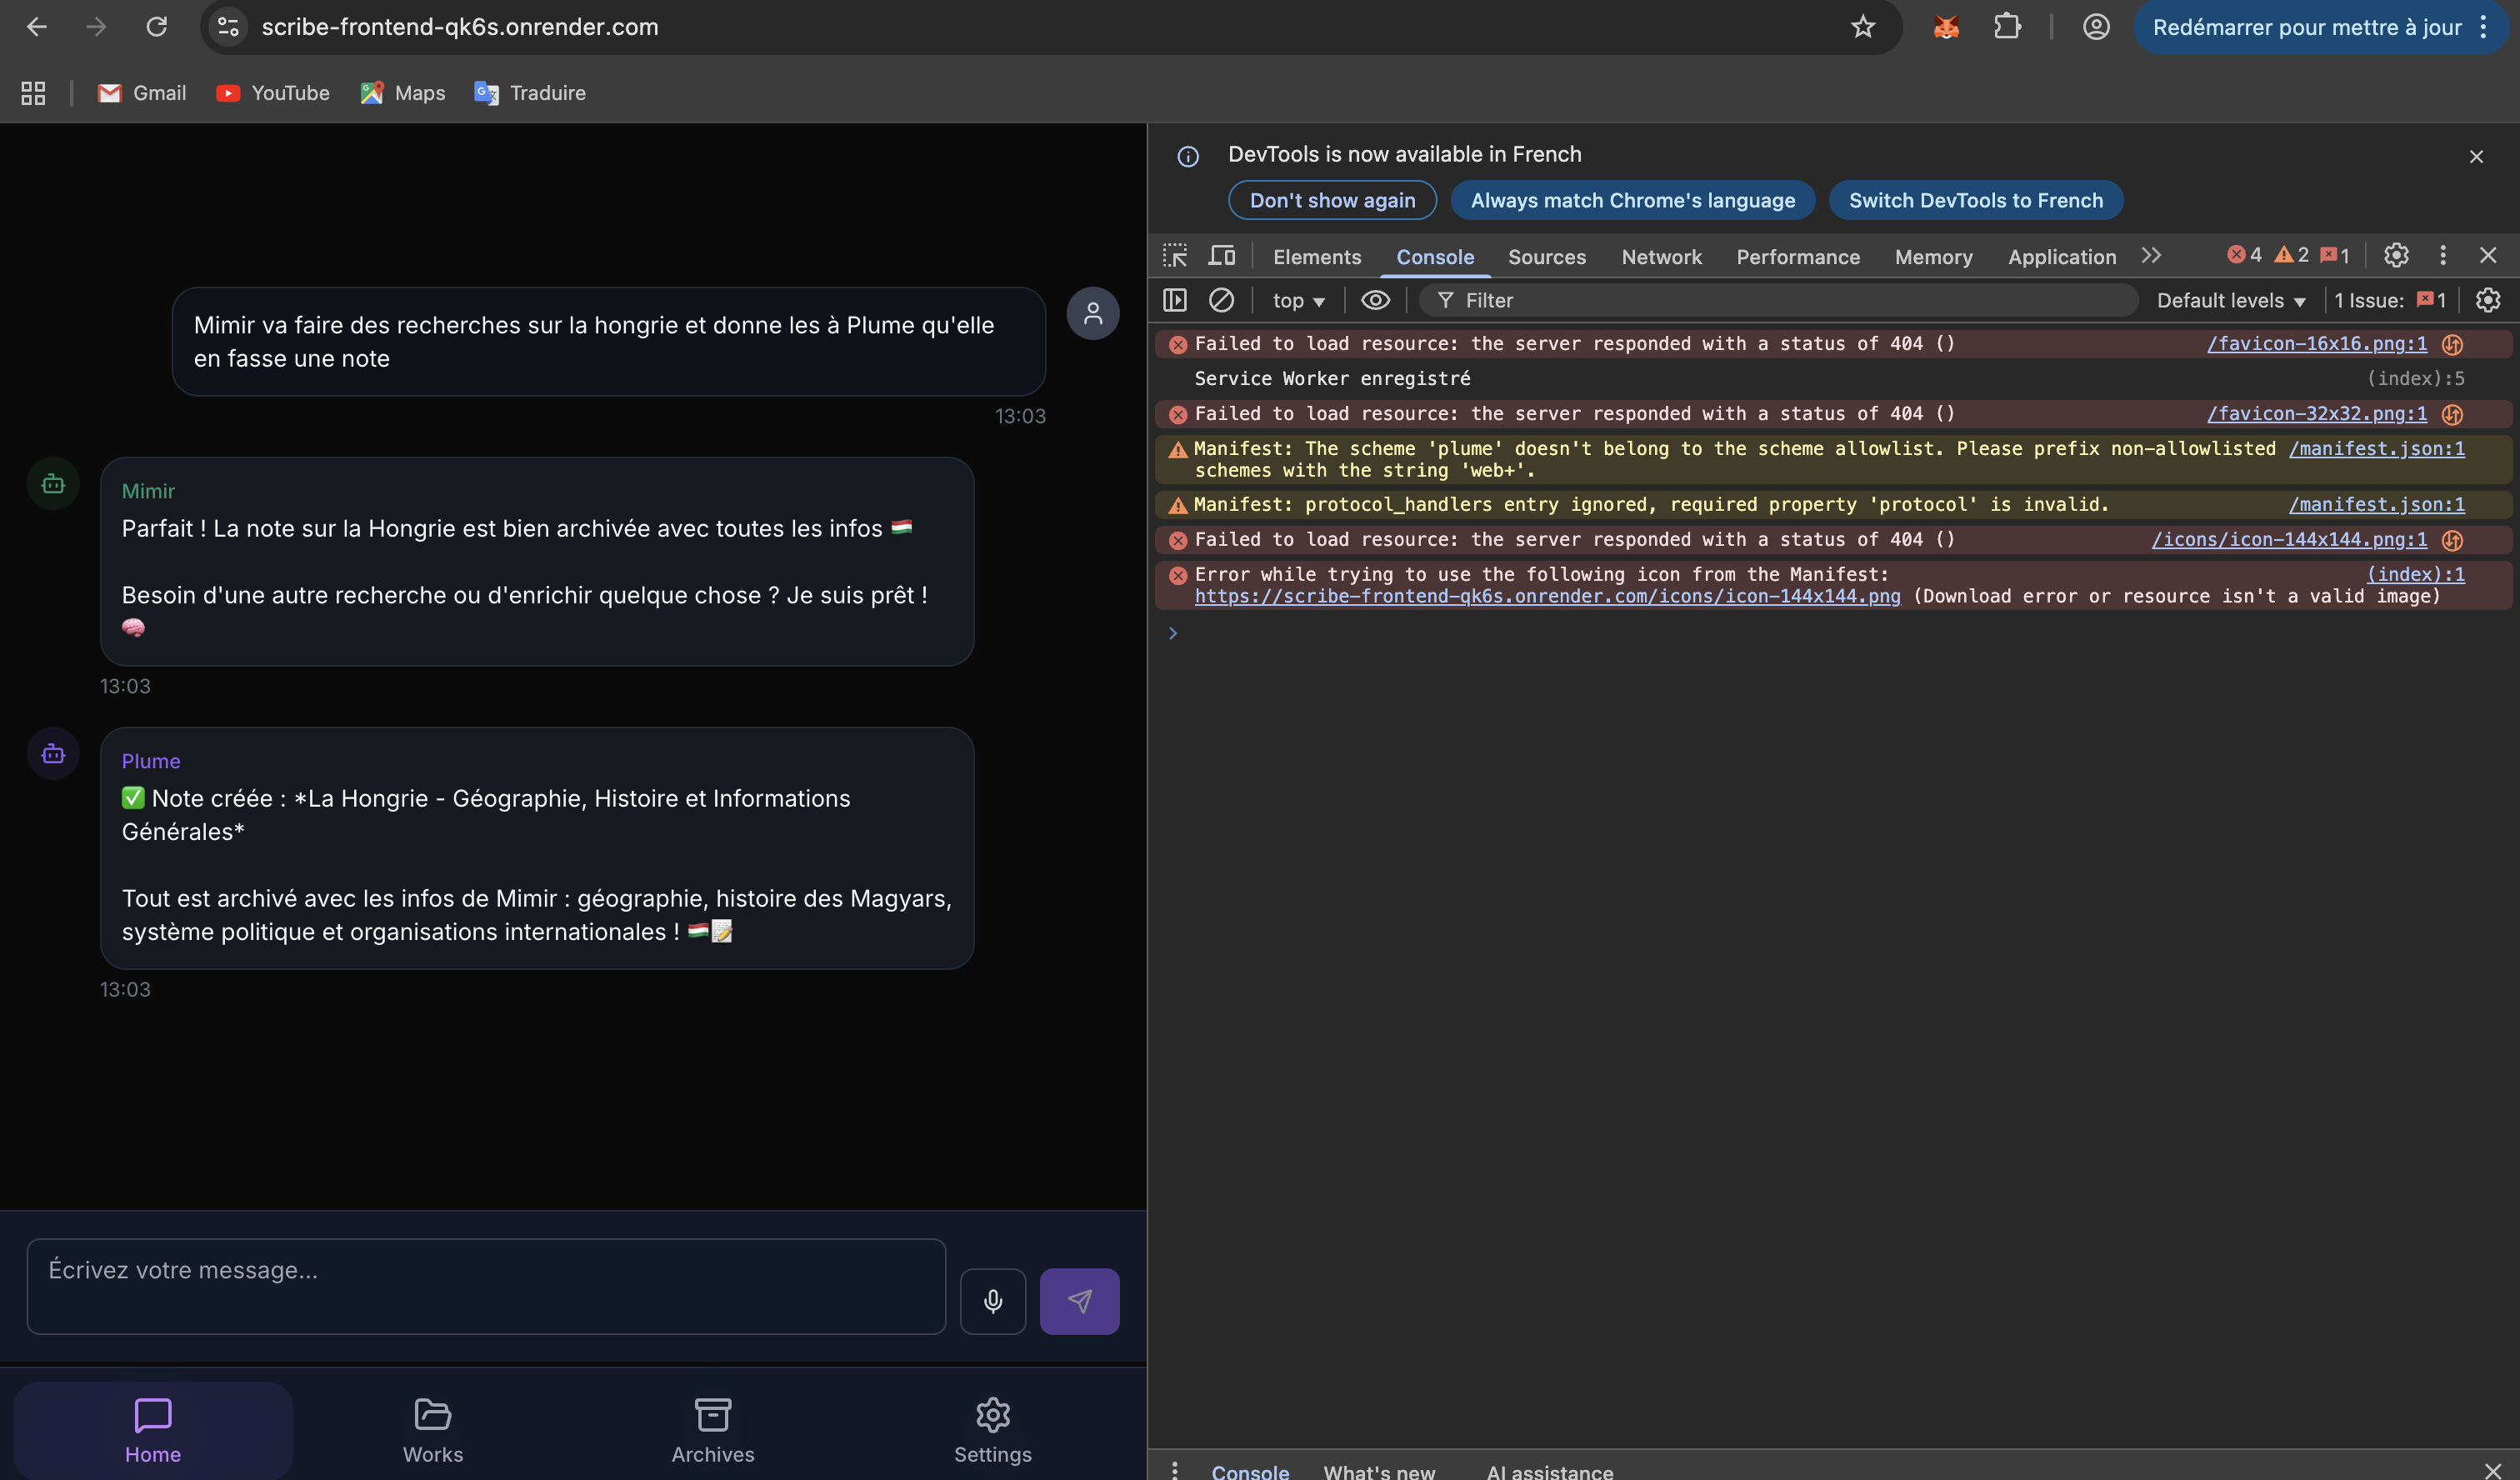 scribe-frontend-qk6s.onrender.com
Redémarrer pour mettre à jour
Gmail
YouTube
Maps
Traduire
Mimir va faire des recherches sur la hongrie et donne les à Plume qu'elle
en fasse une note
13:03
Mimir
Parfait ! La note sur la Hongrie est bien archivée avec toutes les infos 🇭🇺
Besoin d'une autre recherche ou d'enrichir quelque chose ? Je suis prêt !
🧠
13:03
Plume
✅ Note créée : *La Hongrie - Géographie, Histoire et Informations
Générales*
Tout est archivé avec les infos de Mimir : géographie, histoire des Magyars,
système politique et organisations internationales ! 🇭🇺📝
13:03
Écrivez votre message...
Home
Works
Archives
Settings
DevTools is now available in French
Don't show again
Always match Chrome's language
Switch DevTools to French
Elements
Console
Sources
Network
Performance
Memory
Application
4
2
1
top
Filter
Default levels
1 Issue:
1
Failed to load resource: the server responded with a status of 404 ()
/favicon-16x16.png:1
Service Worker enregistré
(index):5
Failed to load resource: the server responded with a status of 404 ()
/favicon-32x32.png:1
Manifest: The scheme 'plume' doesn't belong to the scheme allowlist. Please prefix non-allowlisted
/manifest.json:1
schemes with the string 'web+'.
Manifest: protocol_handlers entry ignored, required property 'protocol' is invalid.
/manifest.json:1
Failed to load resource: the server responded with a status of 404 ()
/icons/icon-144x144.png:1
Error while trying to use the following icon from the Manifest:
(index):1
https://scribe-frontend-qk6s.onrender.com/icons/icon-144x144.png (Download error or resource isn't a valid image)
Console
What's new
AI assistance